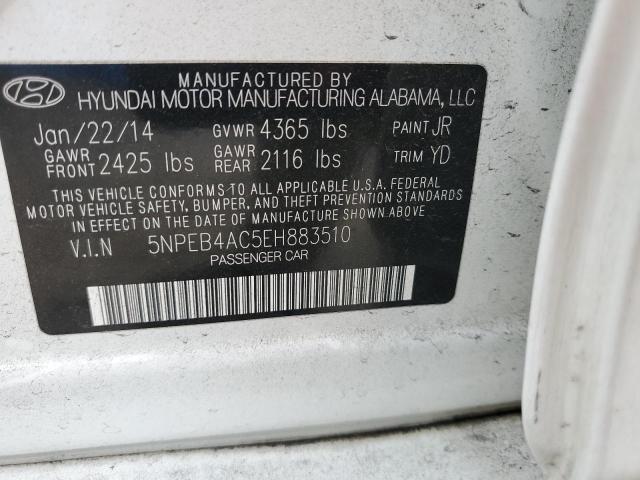 MANUFACTURED BY
HYUNDAI MOTOR MANUFACTURING ALABAMA, LLC
Jan/22/14 GVWR 4365 lbs PAINT JR
GAWR FRONT 2425 lbs GAWR REAR 2116 lbs TRIM YD
THIS VEHICLE CONFORMS TO ALL APPLICABLE U.S.A. FEDERAL
MOTOR VEHICLE SAFETY, BUMPER, AND THEFT PREVENTION STANDARDS
IN EFFECT ON THE DATE OF MANUFACTURE SHOWN ABOVE.
V.I.N 5NPEB4AC5EH883510
PASSENGER CAR